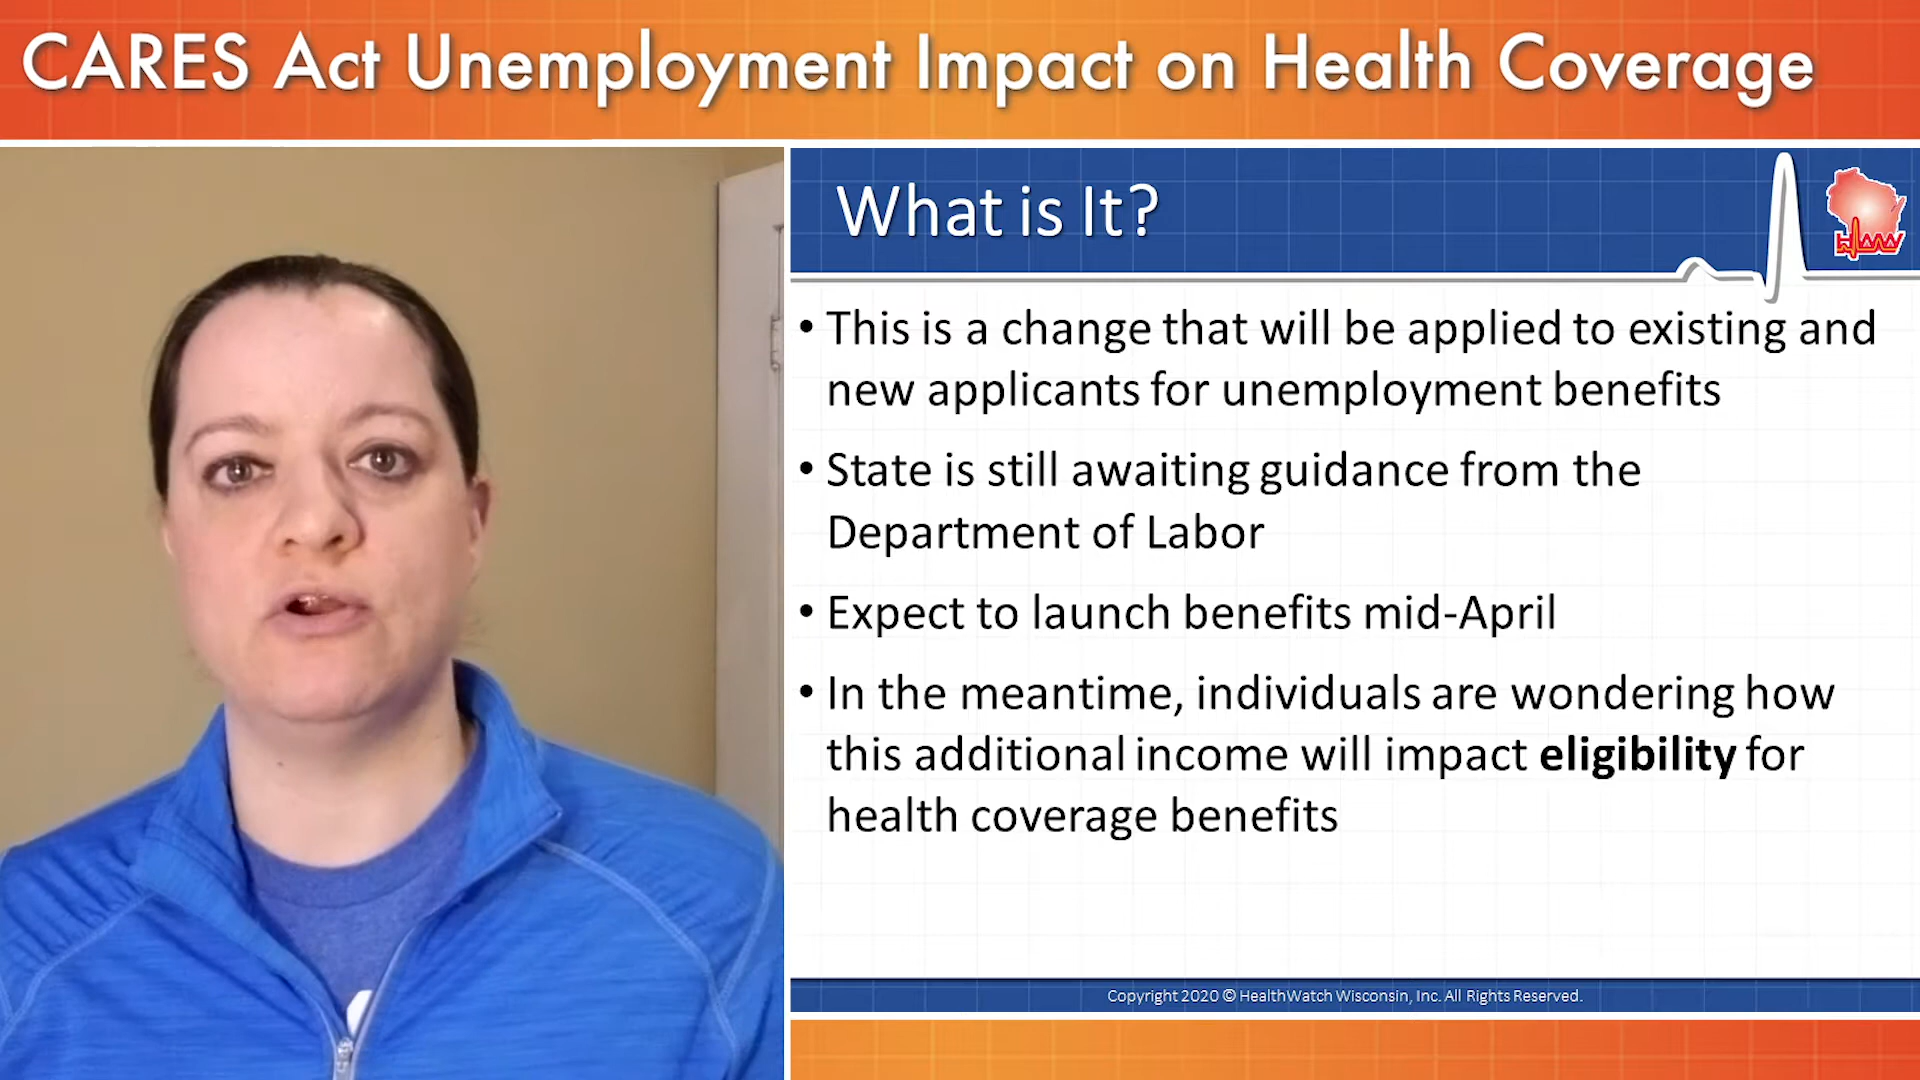 CARES Act Unemployment Impact on Health Coverage
What is It?
HWW
• This is a change that will be applied to existing and
new applicants for unemployment benefits
• State is still awaiting guidance from the
Department of Labor
• Expect to launch benefits mid-April
• In the meantime, individuals are wondering how
this additional income will impact eligibility for
health coverage benefits
Copyright 2020 © HealthWatch Wisconsin, Inc. All Rights Reserved.